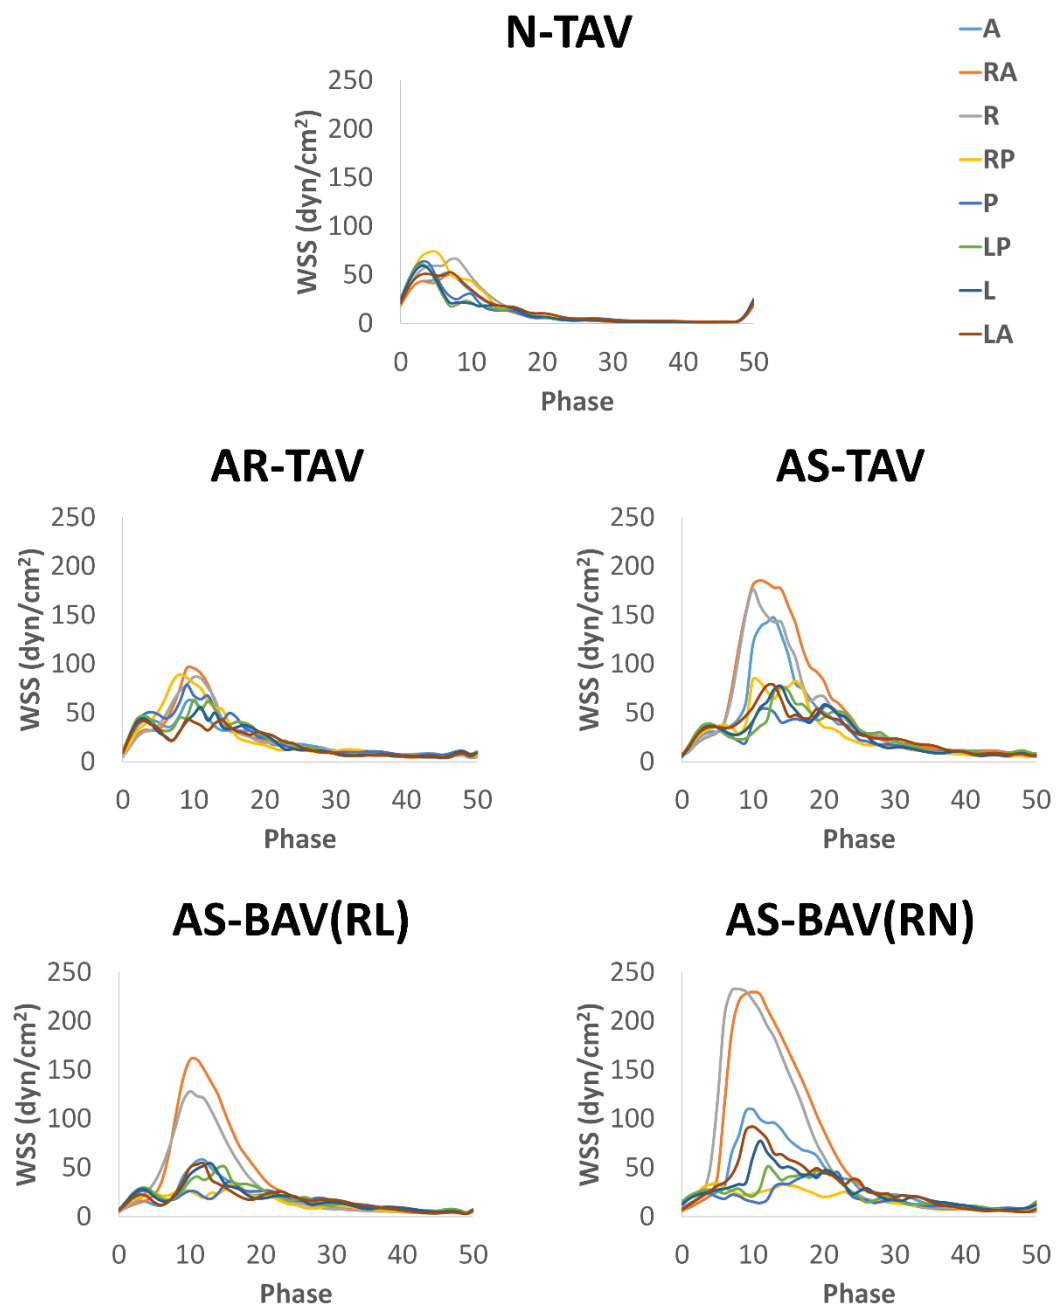 N-TAV
A
RA
R
RP
P
LP
L
LA
WSS (dyn/cm²)
250
200
150
100
50
0
0 10 20 30 40 50
Phase
AR-TAV
WSS (dyn/cm²)
250
200
150
100
50
0
0 10 20 30 40 50
Phase
AS-TAV
WSS (dyn/cm²)
250
200
150
100
50
0
0 10 20 30 40 50
Phase
AS-BAV(RL)
WSS (dyn/cm²)
250
200
150
100
50
0
0 10 20 30 40 50
Phase
AS-BAV(RN)
WSS (dyn/cm²)
250
200
150
100
50
0
0 10 20 30 40 50
Phase